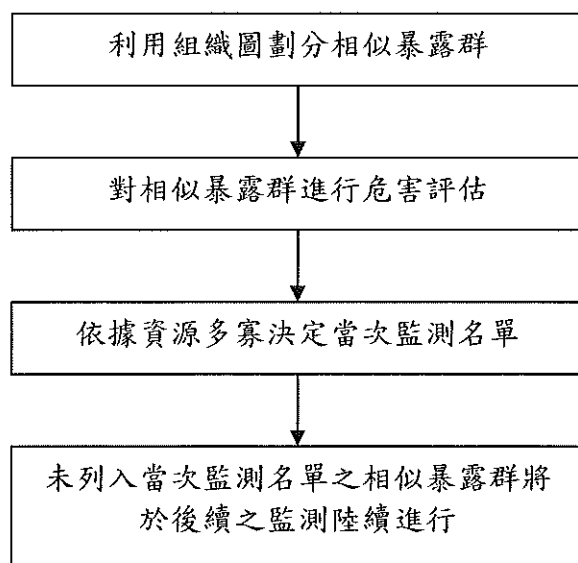 利用組織圖劃分相似暴露群
對相似暴露群進行危害評估
依據資源多寡決定當次監測名單
未列入當次監測名單之相似暴露群將
於後續之監測陸續進行